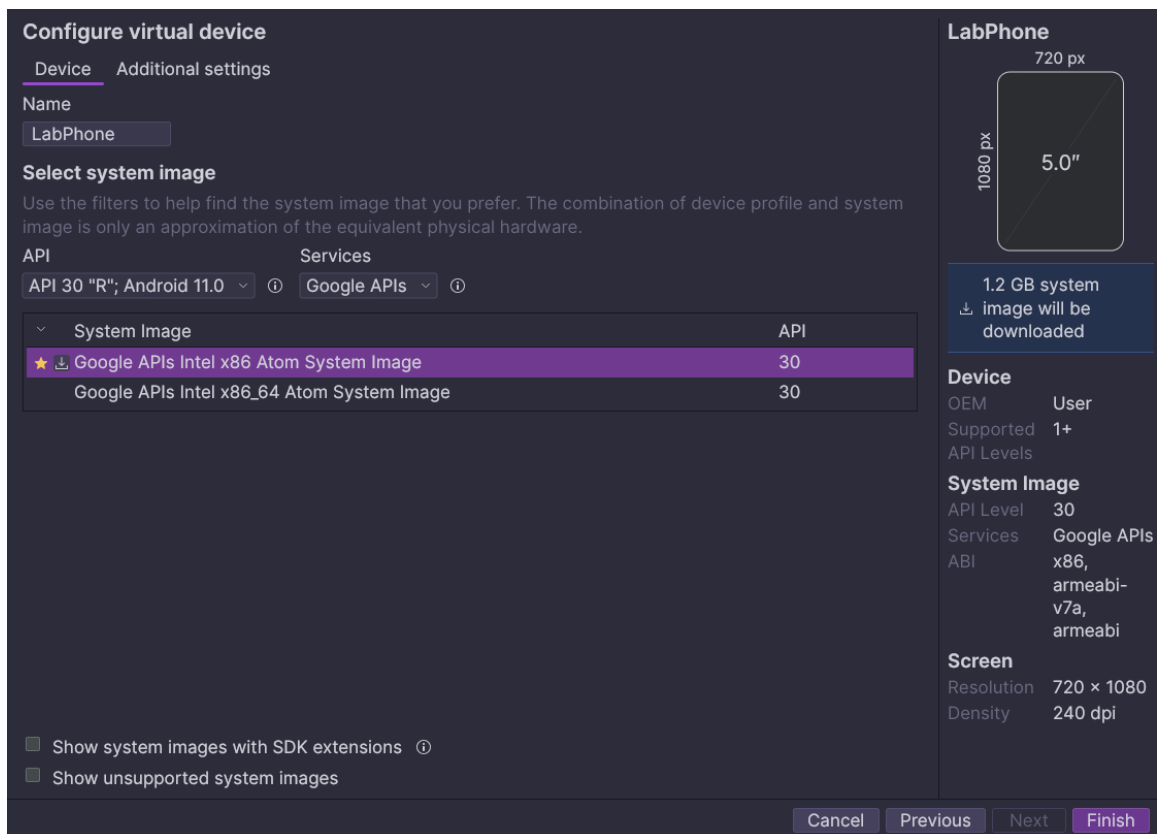 Configure virtual device
Device Additional settings
Name
LabPhone
Select system image
Use the filters to help find the system image that you prefer. The combination of device profile and system
image is only an approximation of the equivalent physical hardware.
API Services
API 30 "R"; Android 11.0 Google APIs
System Image API
Google APIs Intel x86 Atom System Image 30
Google APIs Intel x86_64 Atom System Image 30
Show system images with SDK extensions
Show unsupported system images
LabPhone
720 px
1080 px
5.0"
1.2 GB system
image will be
downloaded
Device
OEM User
Supported 1+
API Levels
System Image
API Level 30
Services Google APIs
ABI x86,
armeabi-
v7a,
armeabi
Screen
Resolution 720 × 1080
Density 240 dpi
Cancel Previous Next Finish